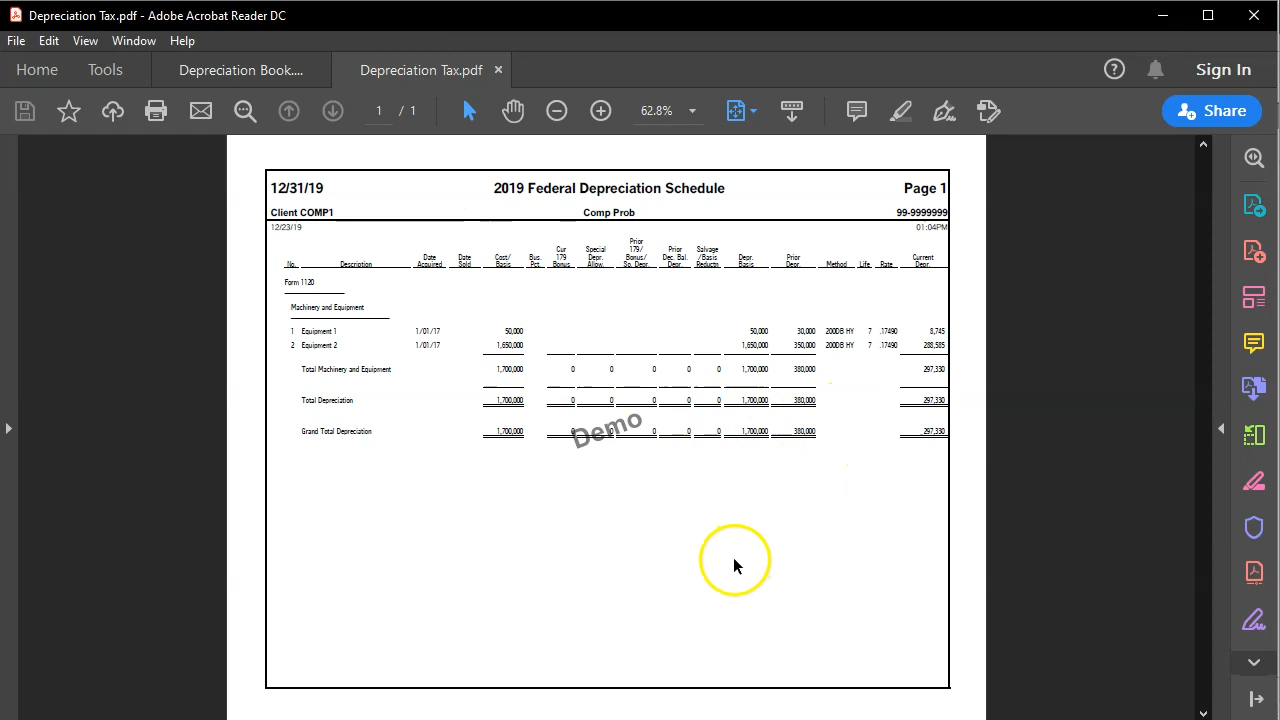 Depreciation Tax.pdf - Adobe Acrobat Reader DC
File Edit View Window Help
Home Tools Depreciation Book.... Depreciation Tax.pdf × Sign In
1 / 1 62.8% Share
12/31/19 2019 Federal Depreciation Schedule Page 1
Client COMP1 Comp Prob 99-9999999
12/23/19 01:04PM
Prior
Cur Special 179/ Prior Salvage
Date Date Cost/ Bus. 179 Depr. Bonus/ Dec. Bal. /Basis Depr. Prior Current
No. Description Acquired Sold Basis Pct. Bonus Allow. Sp. Depr. Depr. Reductn Basis Depr. Method Life Rate Depr.
Form 1120
Machinery and Equipment
1 Equipment 1 1/01/17 50,000 50,000 30,000 200DB HY 7 .17490 8,745
2 Equipment 2 1/01/17 1,650,000 1,650,000 350,000 200DB HY 7 .17490 288,585
Total Machinery and Equipment 1,700,000 0 0 0 0 0 1,700,000 380,000 297,330
Total Depreciation 1,700,000 0 0 0 0 0 1,700,000 380,000 297,330
Grand Total Depreciation 1,700,000 0 0 0 0 0 1,700,000 380,000 297,330
Demo